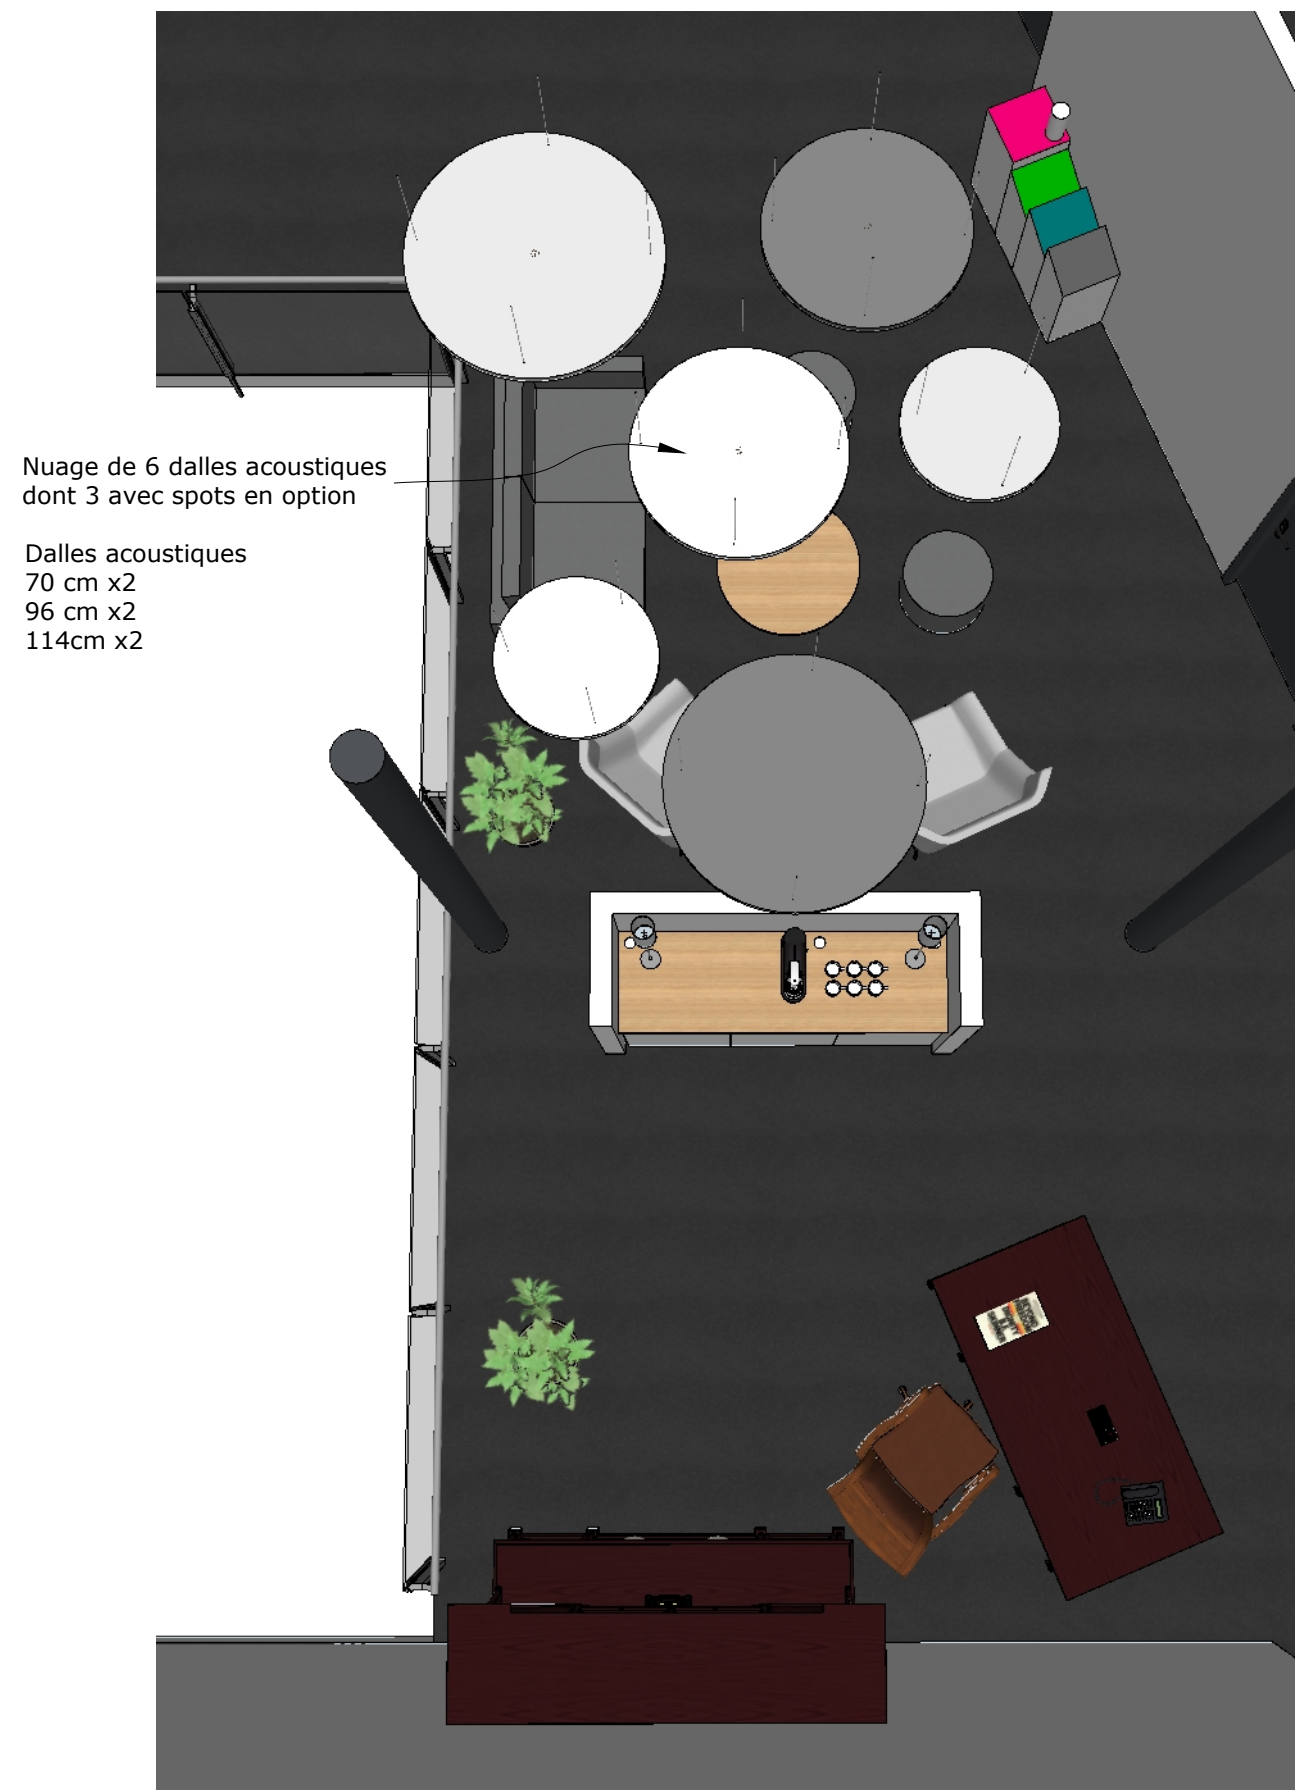 Nuage de 6 dalles acoustiques
dont 3 avec spots en option
Dalles acoustiques
70 cm x2
96 cm x2
114cm x2